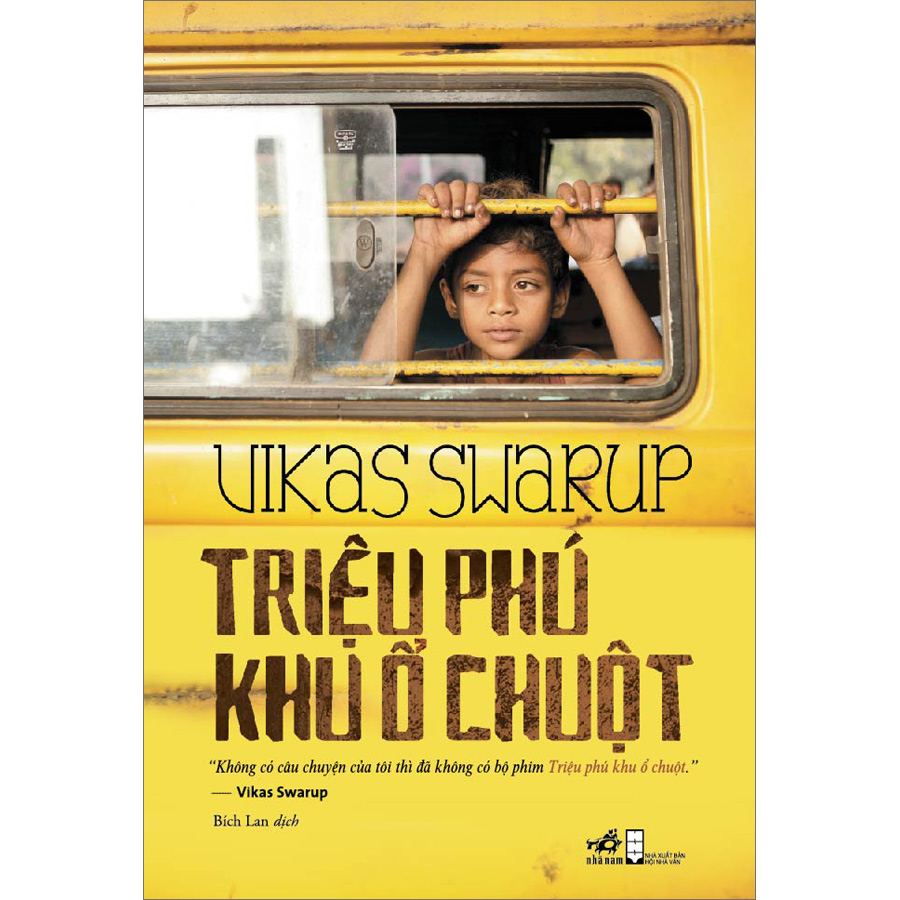 VIKAS SWARUP
TRIỆU PHÚ
KHU Ổ CHUỘT
“Không có câu chuyện của tôi thì đã không có bộ phim Triệu phú khu ổ chuột.”
— Vikas Swarup
Bích Lan dịch
nhã nam
NHÀ XUẤT BẢN
HỘI NHÀ VĂN